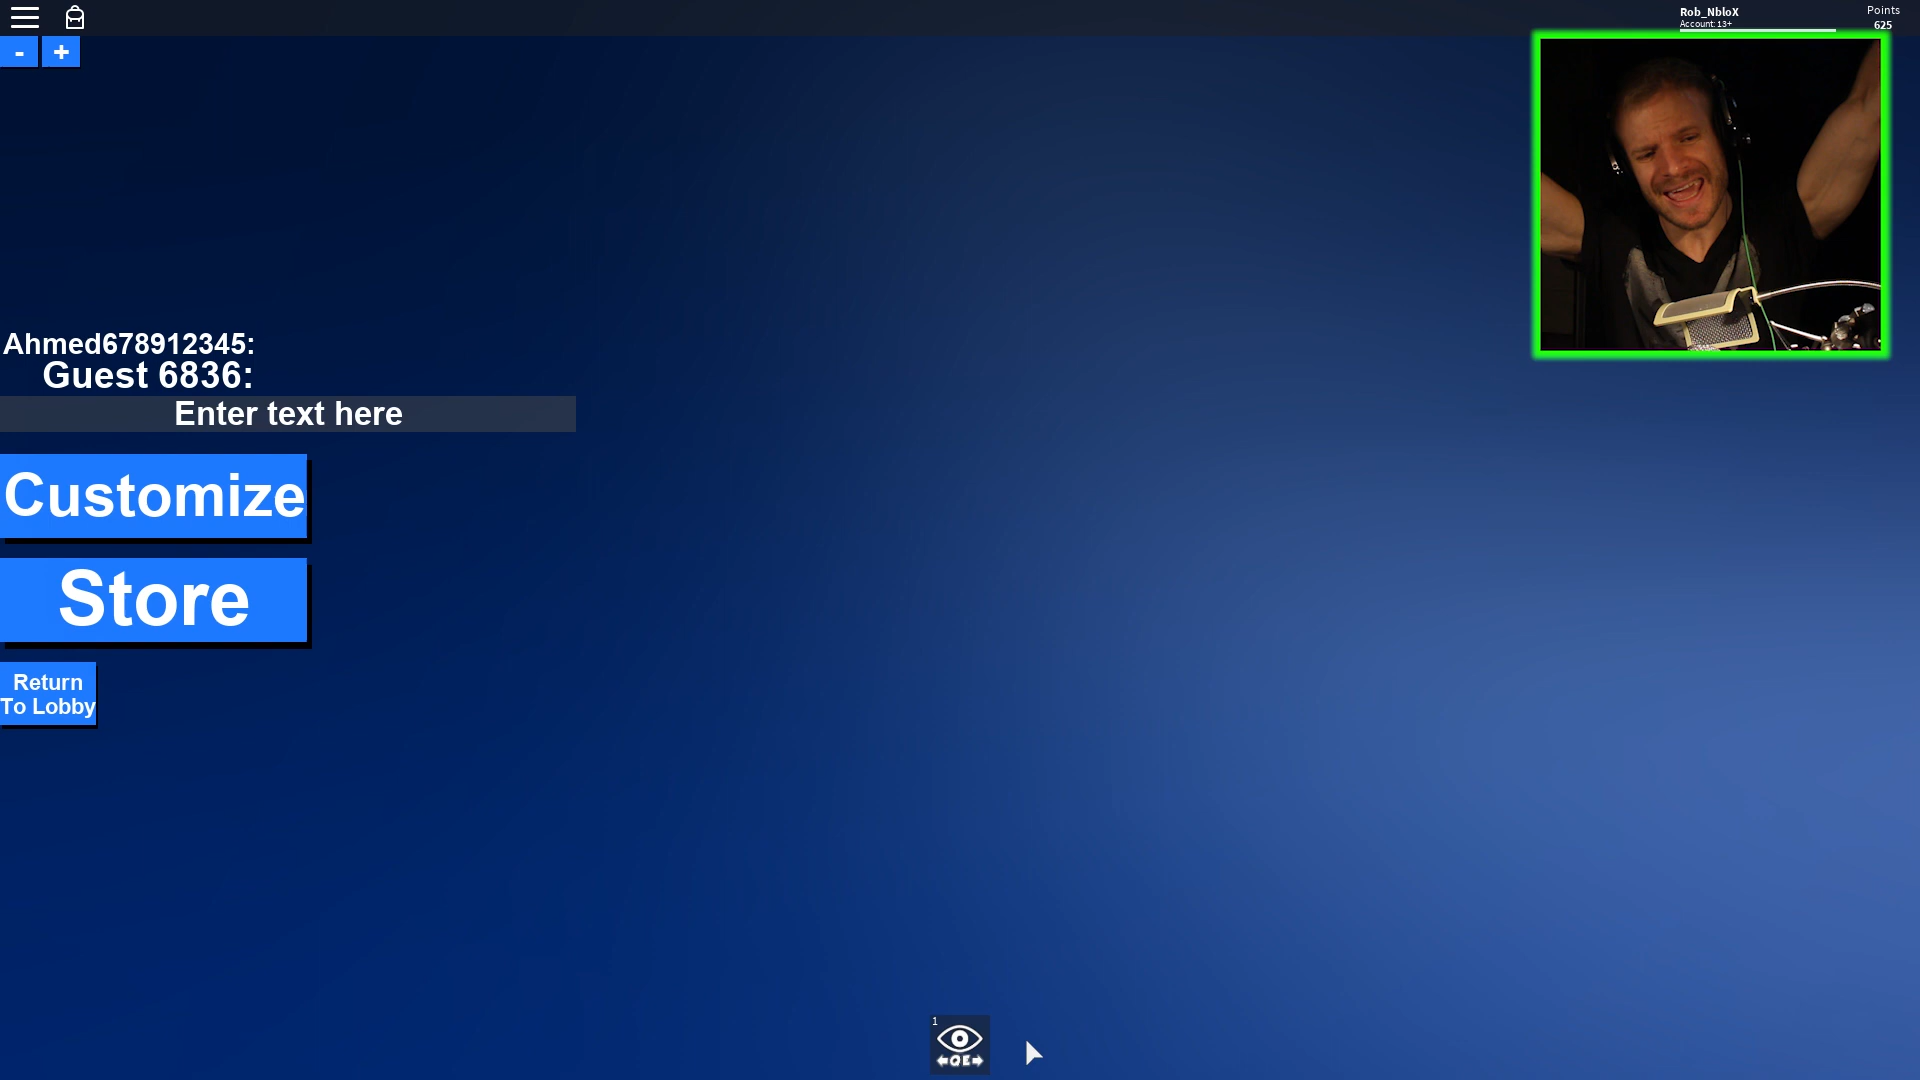 Rob_NbloX
Account: 13+
Points
625
- +
Ahmed678912345:
Guest 6836:
Enter text here
Customize
Store
Return
To Lobby
1
Q E